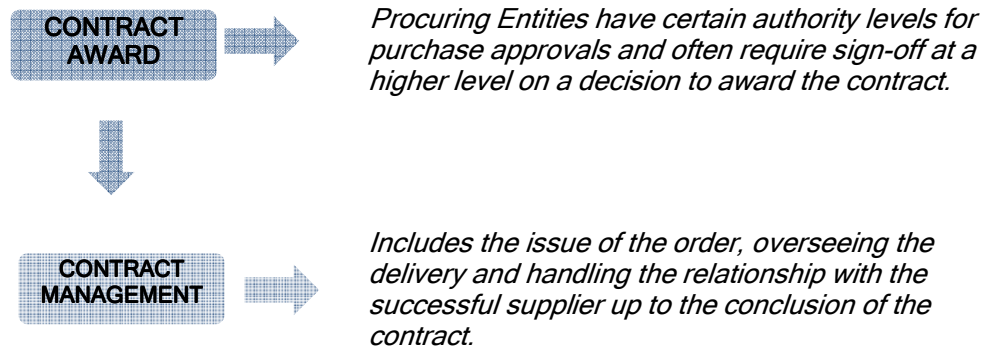 CONTRACT
AWARD
Procuring Entities have certain authority levels for
purchase approvals and often require sign-off at a
higher level on a decision to award the contract.
CONTRACT
MANAGEMENT
Includes the issue of the order, overseeing the
delivery and handling the relationship with the
successful supplier up to the conclusion of the
contract.